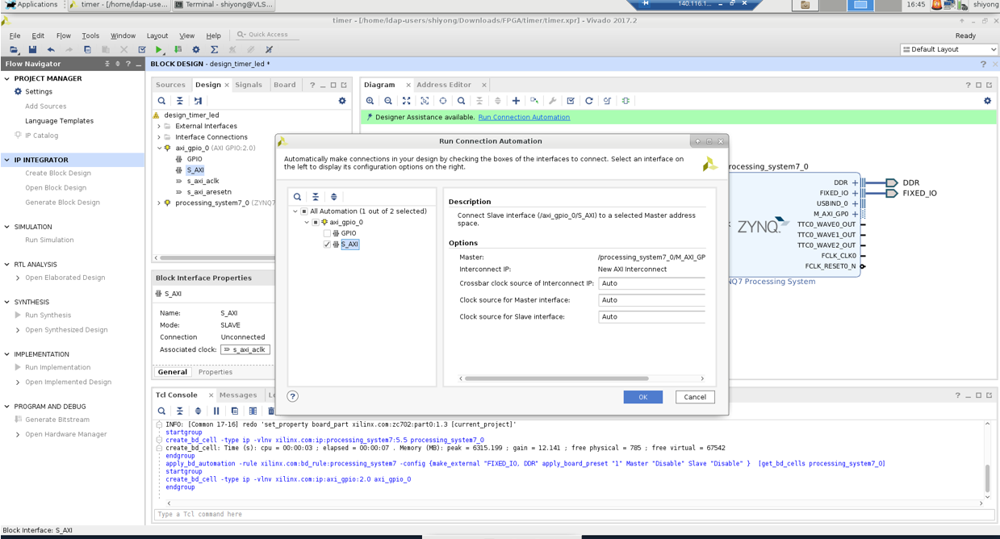 Applications
timer - [/home/ldap-use...
Terminal - shiyong@VLS...
140.116.1...
16:45
shiyong
timer - [/home/ldap-users/shiyong/Downloads/FPGA/timer/timer.xpr] - Vivado 2017.2
File Edit Flow Tools Window Layout View Help
Quick Access
Ready
Default Layout
Flow Navigator
PROJECT MANAGER
Settings
Add Sources
Language Templates
IP Catalog
IP INTEGRATOR
Create Block Design
Open Block Design
Generate Block Design
SIMULATION
Run Simulation
RTL ANALYSIS
Open Elaborated Design
SYNTHESIS
Run Synthesis
Open Synthesized Design
IMPLEMENTATION
Run Implementation
Open Implemented Design
PROGRAM AND DEBUG
Generate Bitstream
Open Hardware Manager
BLOCK DESIGN - design_timer_led *
Sources Design Signals Board
design_timer_led
External Interfaces
Interface Connections
axi_gpio_0 (AXI GPIO:2.0)
GPIO
S_AXI
s_axi_aclk
s_axi_aresetn
processing_system7_0 (ZYNQ7
Block Interface Properties
S_AXI
Name: S_AXI
Mode: SLAVE
Connection Unconnected
Associated clock: s_axi_aclk
General Properties
Diagram Address Editor
Designer Assistance available. Run Connection Automation
rocessing_system7_0
DDR
FIXED_IO
USBIND_0
M_AXI_GP0
TTC0_WAVE0_OUT
TTC0_WAVE1_OUT
TTC0_WAVE2_OUT
FCLK_CLK0
FCLK_RESET0_N
DDR
FIXED_IO
ZYNQ
NQ7 Processing System
Run Connection Automation
Automatically make connections in your design by checking the boxes of the interfaces to connect. Select an interface on
the left to display its configuration options on the right.
All Automation (1 out of 2 selected)
axi_gpio_0
GPIO
S_AXI
Description
Connect Slave interface (/axi_gpio_0/S_AXI) to a selected Master address
space.
Options
Master: /processing_system7_0/M_AXI_GP
Interconnect IP: New AXI Interconnect
Crossbar clock source of Interconnect IP: Auto
Clock source for Master interface: Auto
Clock source for Slave interface: Auto
OK
Cancel
Tcl Console Messages
INFO: [Common 17-16] redo 'set_property board_part xilinx.com:zc702:part0:1.3 [current_project]'
startgroup
create_bd_cell -type ip -vlnv xilinx.com:ip:processing_system7:5.5 processing_system7_0
create_bd_cell: Time (s): cpu = 00:00:03 ; elapsed = 00:00:07 . Memory (MB): peak = 6315.199 ; gain = 12.141 ; free physical = 785 ; free virtual = 67542
endgroup
apply_bd_automation -rule xilinx.com:bd_rule:processing_system7 -config {make_external "FIXED_IO, DDR" apply_board_preset "1" Master "Disable" Slave "Disable" }  [get_bd_cells processing_system7_0]
startgroup
create_bd_cell -type ip -vlnv xilinx.com:ip:axi_gpio:2.0 axi_gpio_0
endgroup
Type a Tcl command here
Block Interface: S_AXI